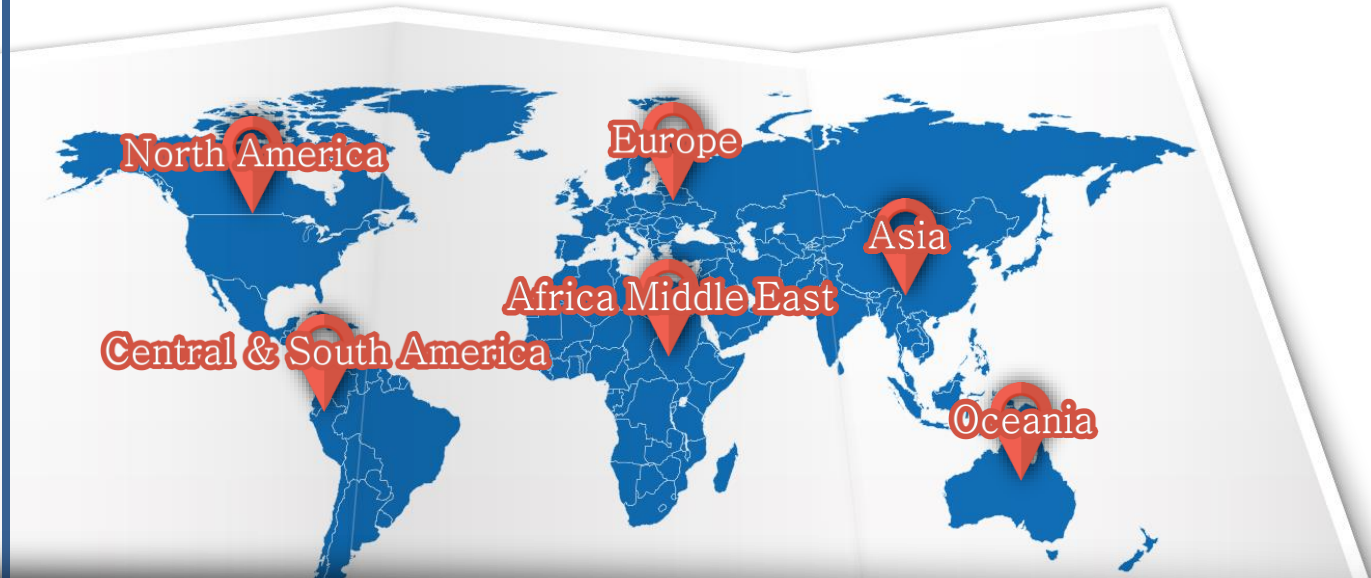 North America
Europe
Asia
Africa Middle East
Central & South America
Oceania